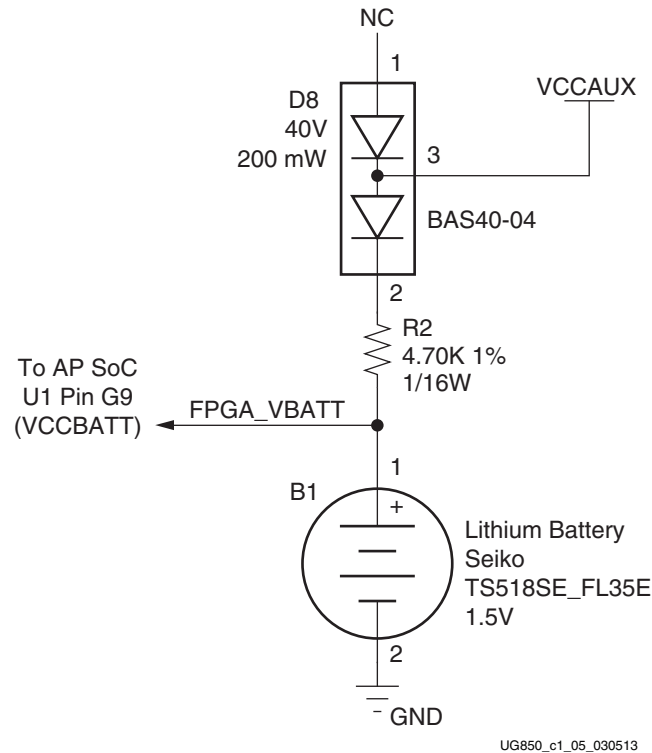 NC
1
D8
40V
200 mW
VCCAUX
3
BAS40-04
2
R2
4.70K 1%
1/16W
To AP SoC
U1 Pin G9
(VCCBATT)
FPGA_VBATT
1
B1
+
Lithium Battery
Seiko
TS518SE_FL35E
1.5V
2
GND
UG850_c1_05_030513